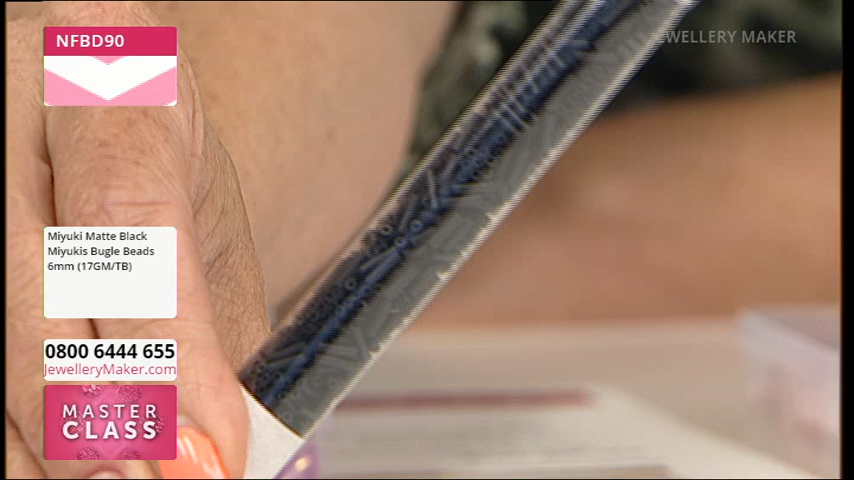 NFBD90
JEWELLERY MAKER
Miyuki Matte Black
Miyukis Bugle Beads
6mm (17GM/TB)
0800 6444 655
JewelleryMaker.com
MASTER
CLASS